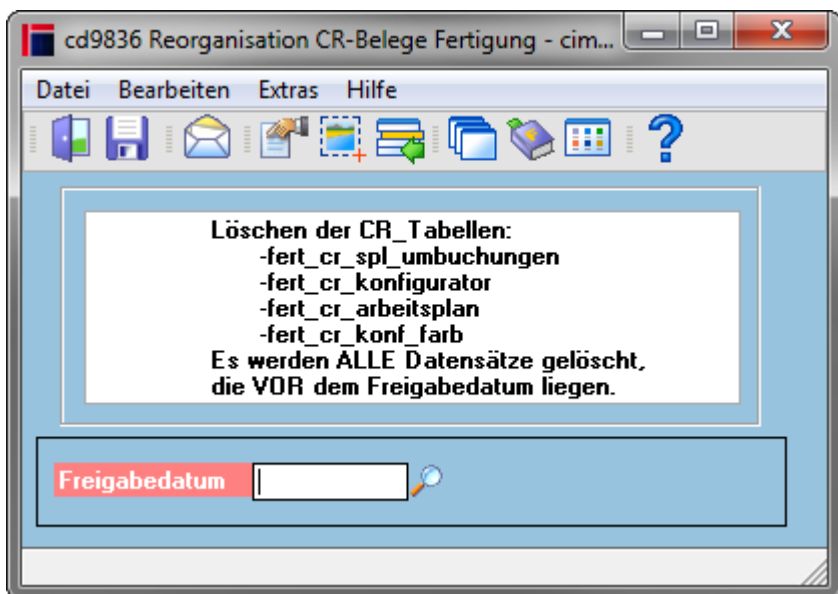 cd9836 Reorganisation CR-Belege Fertigung - cim...
Datei Bearbeiten Extras Hilfe
Löschen der CR_Tabellen:
-fert_cr_spl_umbuchungen
-fert_cr_konfigurator
-fert_cr_arbeitsplan
-fert_cr_konf_farb
Es werden ALLE Datensätze gelöscht,
die VOR dem Freigabedatum liegen.
Freigabedatum